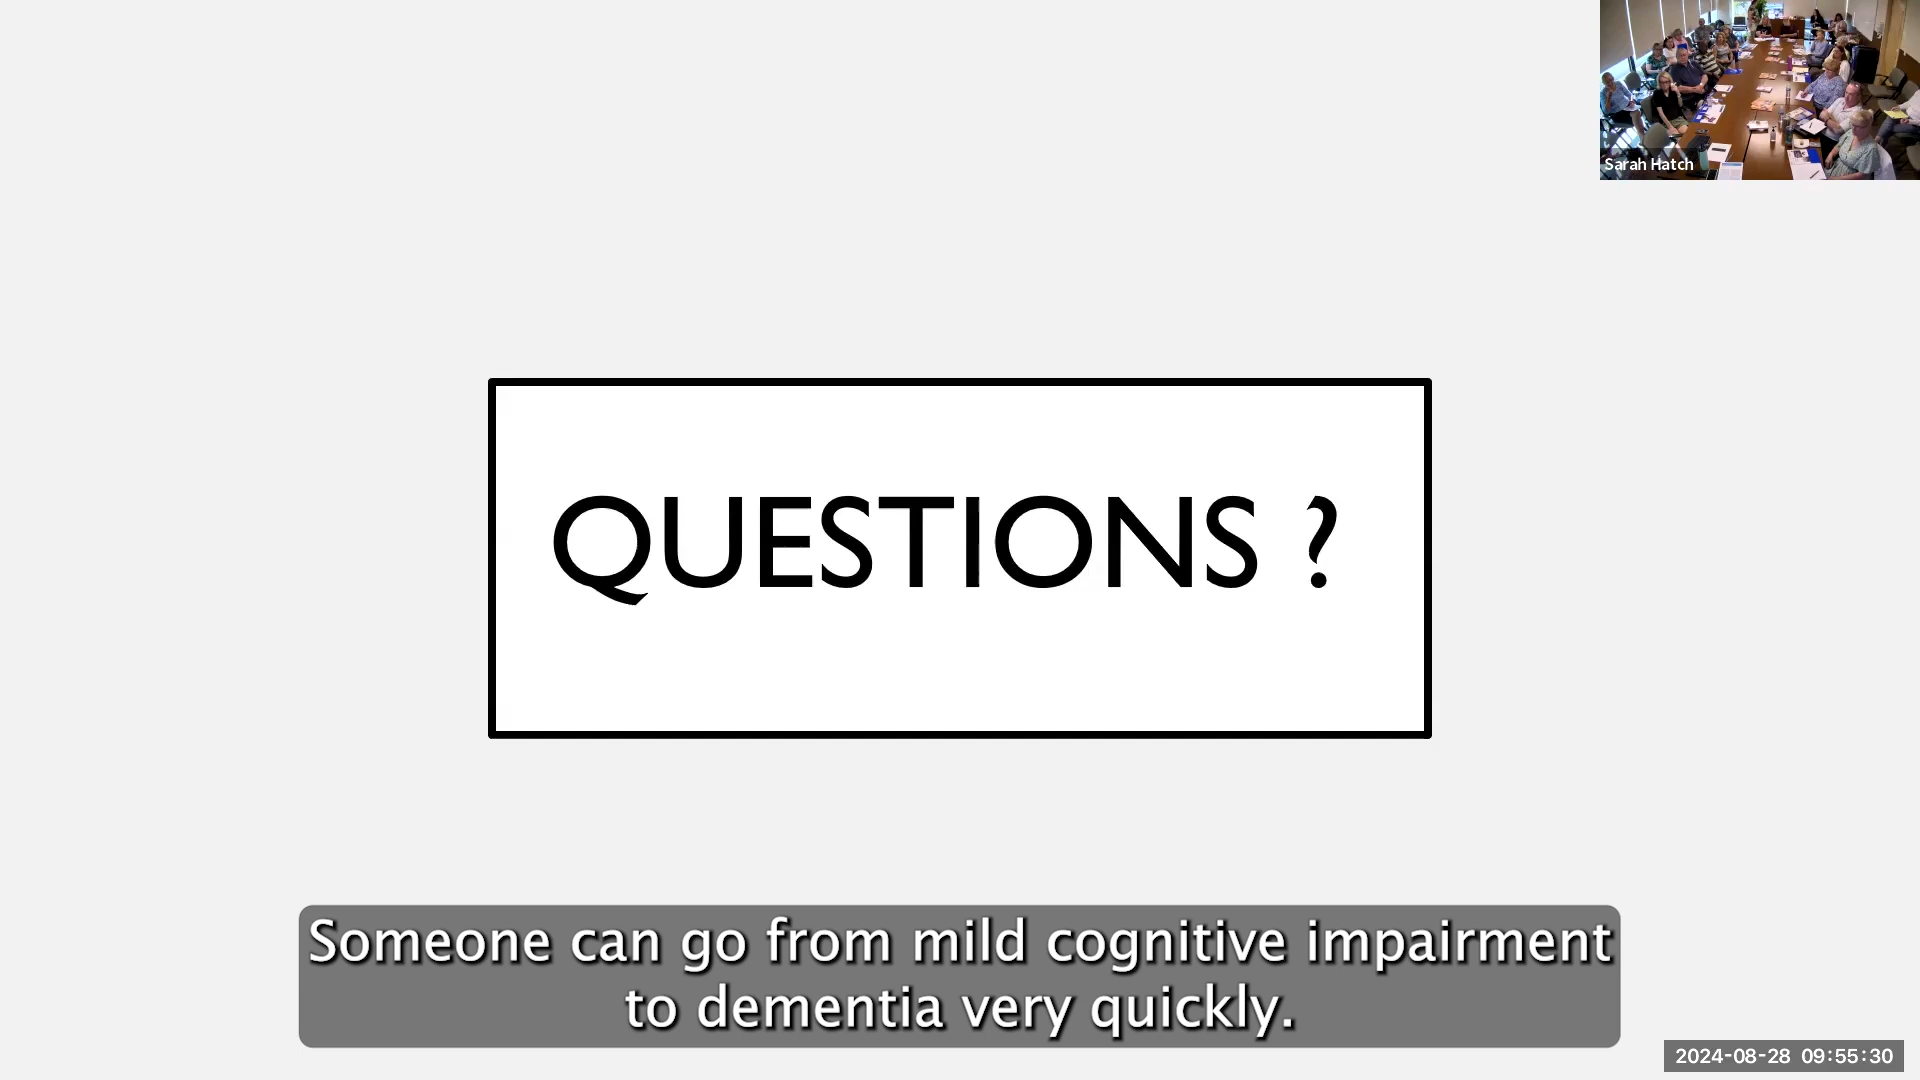 Sarah Hatch
QUESTIONS ?
Someone can go from mild cognitive impairment
to dementia very quickly.
2024-08-28 09:55:30